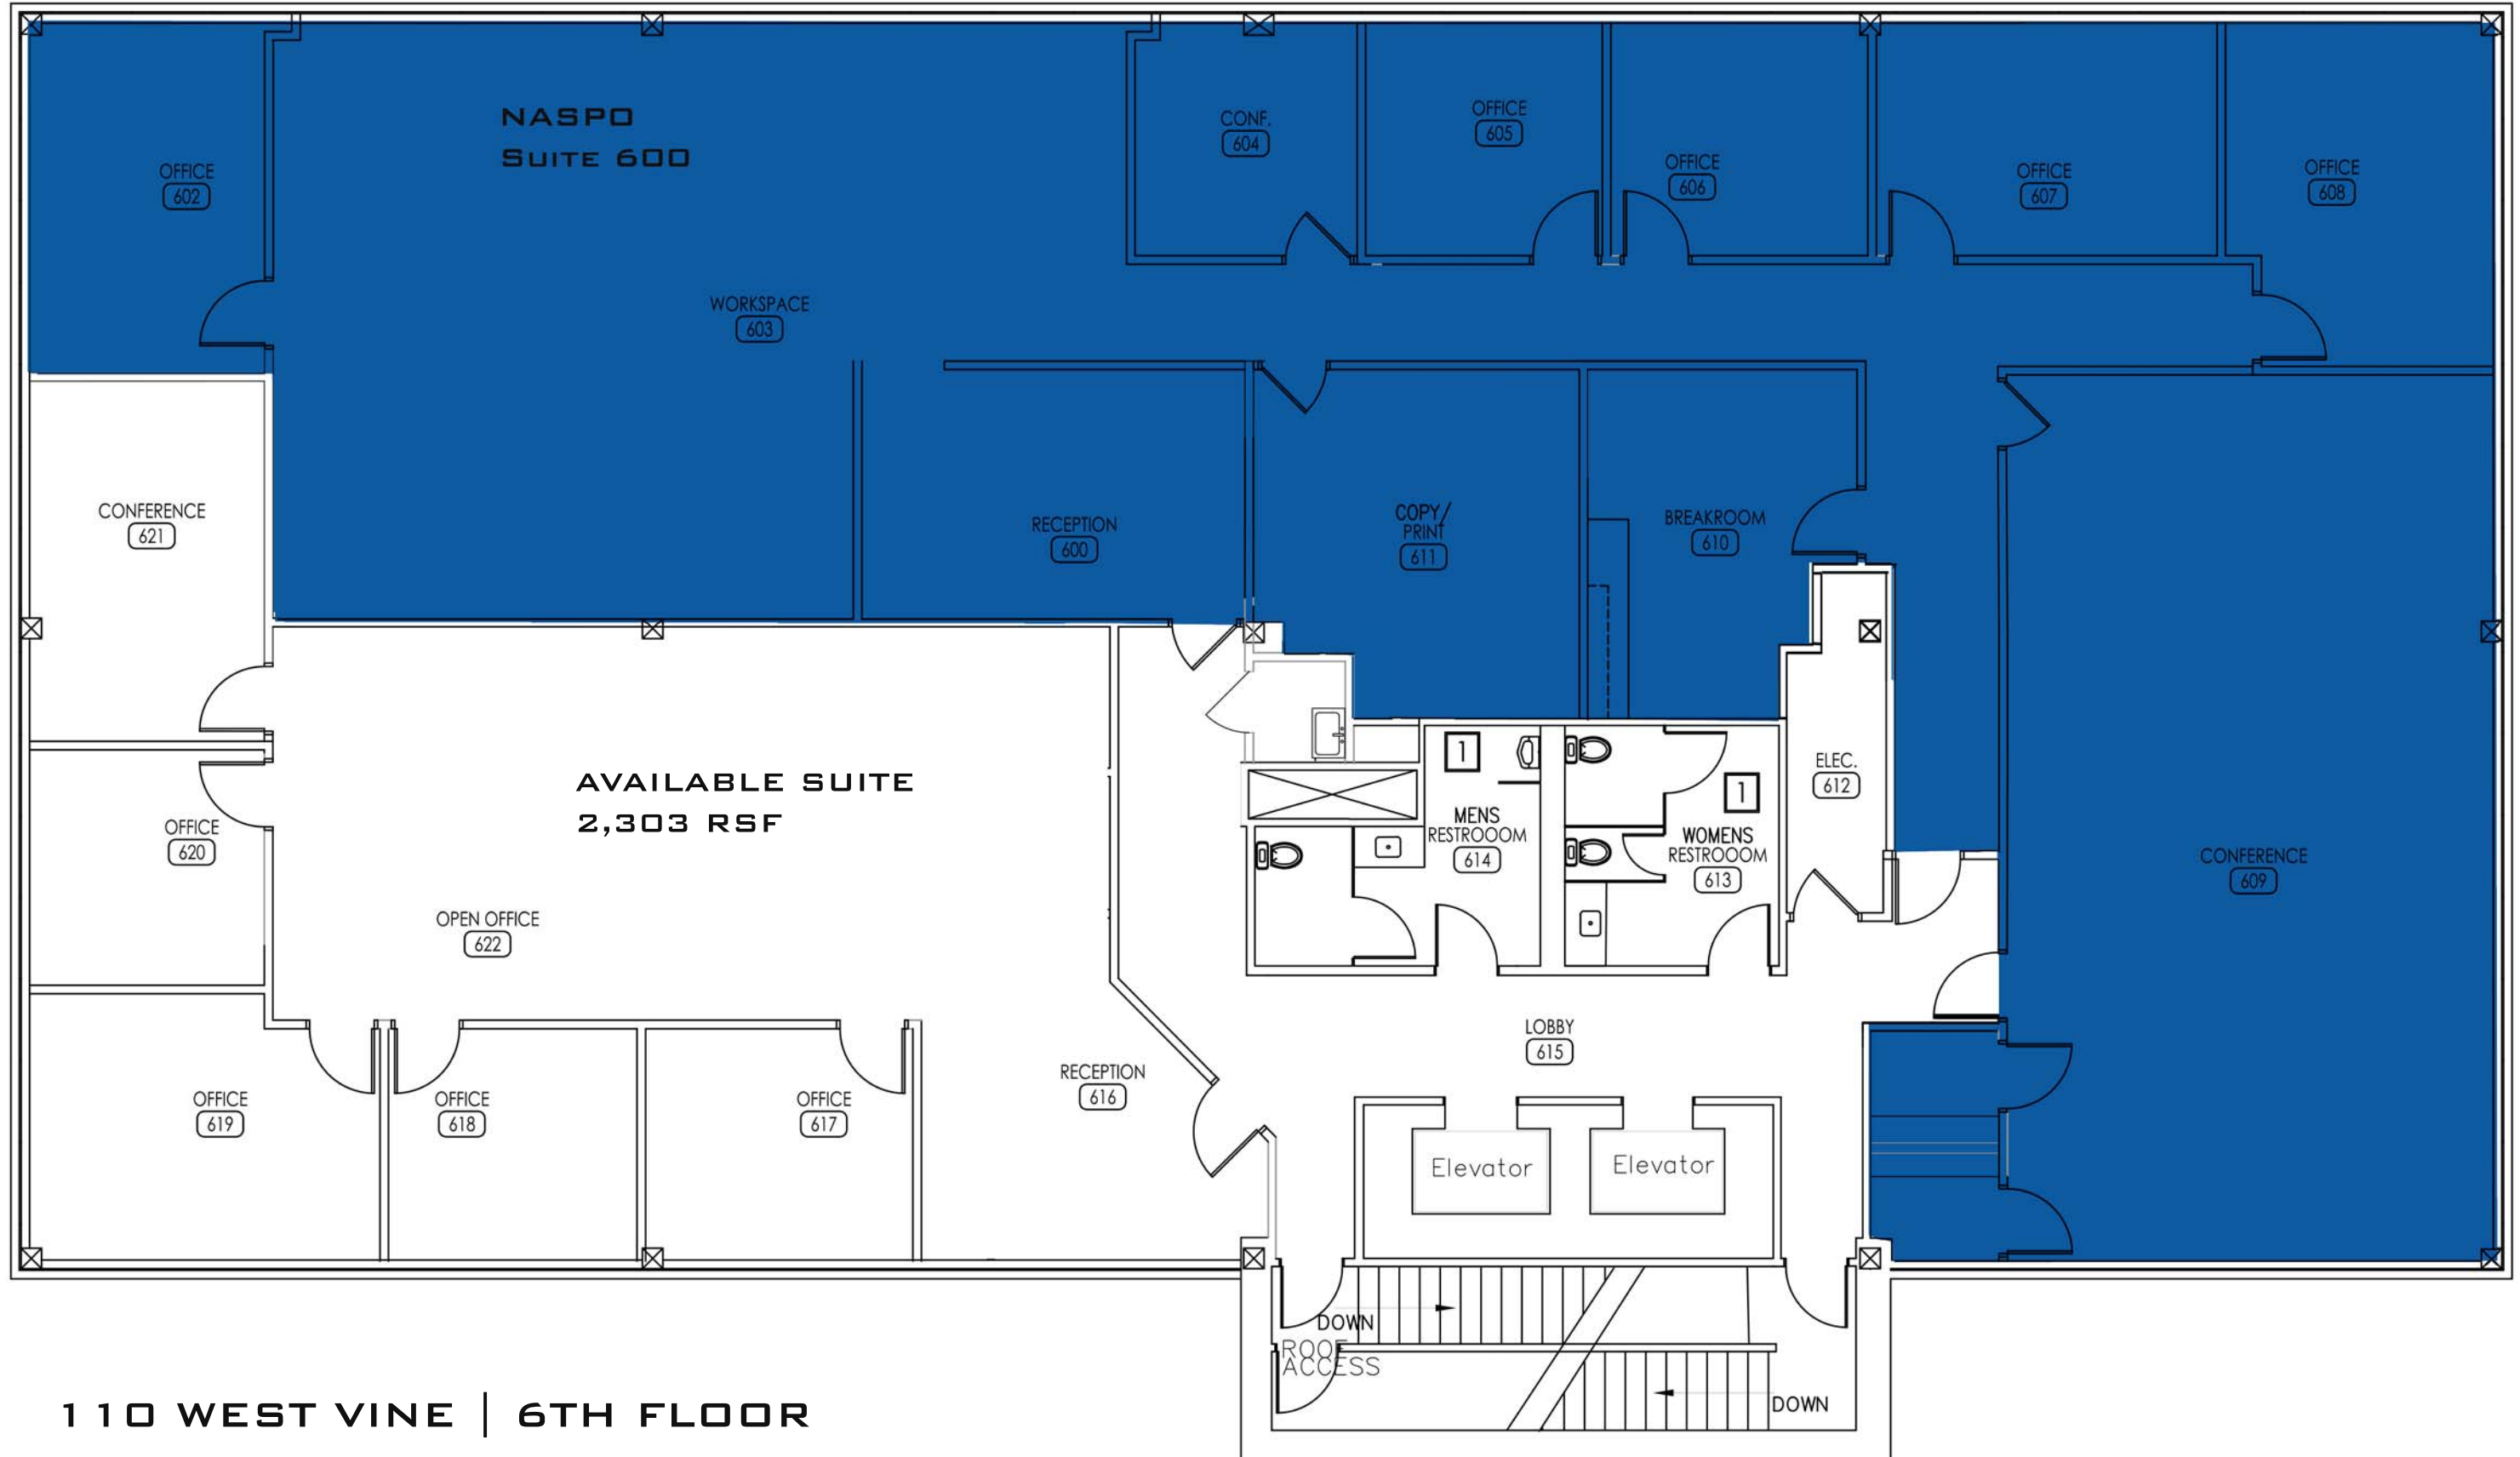 NASPO
SUITE 600
OFFICE
602
CONF.
604
OFFICE
605
OFFICE
606
OFFICE
607
OFFICE
608
WORKSPACE
603
CONFERENCE
621
RECEPTION
600
COPY/
PRINT
611
BREAKROOM
610
AVAILABLE SUITE
2,303 RSF
OFFICE
620
OPEN OFFICE
622
1
MENS
RESTROOOM
614
1
WOMENS
RESTROOOM
613
ELEC.
612
CONFERENCE
609
OFFICE
619
OFFICE
618
OFFICE
617
RECEPTION
616
LOBBY
615
Elevator
Elevator
DOWN
ROOF
ACCESS
DOWN
110 WEST VINE | 6TH FLOOR